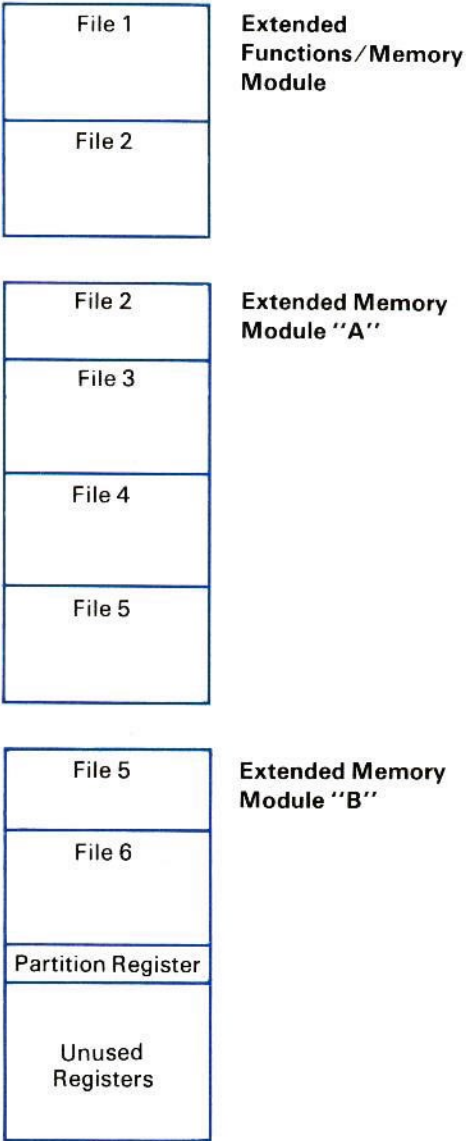 File 1
Extended
Functions/Memory
Module
File 2
File 2
Extended Memory
Module "A"
File 3
File 4
File 5
File 5
Extended Memory
Module "B"
File 6
Partition Register
Unused
Registers